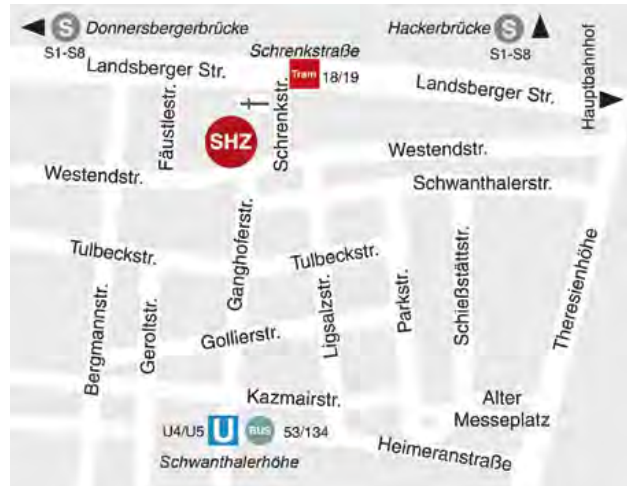 S Donnersbergerbrücke
S1-S8
Hackerbrücke S
S1-S8
Schrenkstraße
Tram 18/19
Landsberger Str.
Landsberger Str.
Hauptbahnhof
Fäustlestr.
SHZ
Schrenkstr.
Westendstr.
Westendstr.
Schwanthalerstr.
Ganghoferstr.
Tulbeckstr.
Tulbeckstr.
Bergmannstr.
Geroltstr.
Gollierstr.
Ligsalzstr.
Parkstr.
Schießstättstr.
Theresienhöhe
Kazmairstr.
Alter
Messeplatz
U4/U5 U BUS 53/134
Schwanthalerhöhe
Heimeranstraße